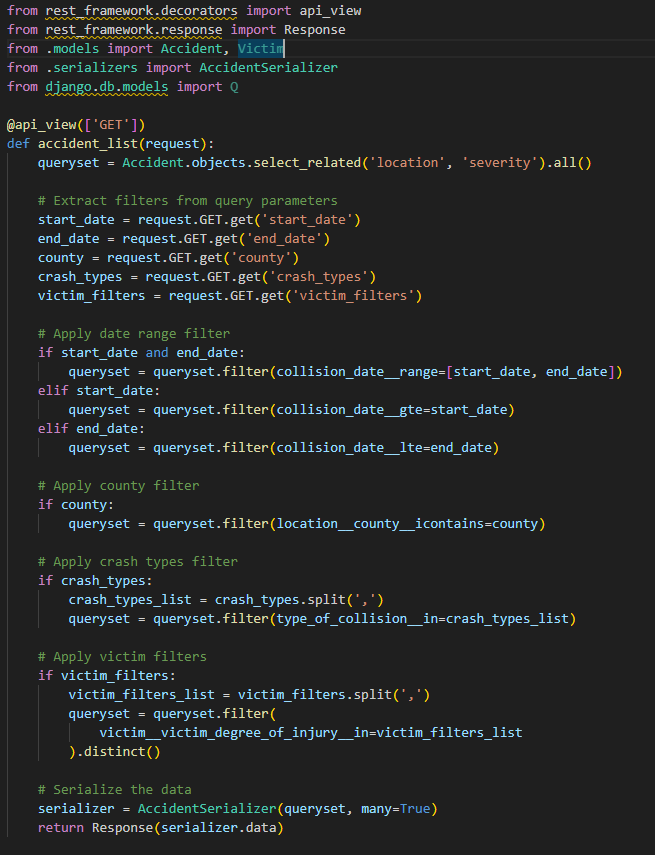 from rest_framework.decorators import api_view
from rest_framework.response import Response
from .models import Accident, Victim
from .serializers import AccidentSerializer
from django.db.models import Q

@api_view(['GET'])
def accident_list(request):
    queryset = Accident.objects.select_related('location', 'severity').all()

    # Extract filters from query parameters
    start_date = request.GET.get('start_date')
    end_date = request.GET.get('end_date')
    county = request.GET.get('county')
    crash_types = request.GET.get('crash_types')
    victim_filters = request.GET.get('victim_filters')

    # Apply date range filter
    if start_date and end_date:
        queryset = queryset.filter(collision_date__range=[start_date, end_date])
    elif start_date:
        queryset = queryset.filter(collision_date__gte=start_date)
    elif end_date:
        queryset = queryset.filter(collision_date__lte=end_date)

    # Apply county filter
    if county:
        queryset = queryset.filter(location__county__icontains=county)

    # Apply crash types filter
    if crash_types:
        crash_types_list = crash_types.split(',')
        queryset = queryset.filter(type_of_collision__in=crash_types_list)

    # Apply victim filters
    if victim_filters:
        victim_filters_list = victim_filters.split(',')
        queryset = queryset.filter(
            victim__victim_degree_of_injury__in=victim_filters_list
        ).distinct()

    # Serialize the data
    serializer = AccidentSerializer(queryset, many=True)
    return Response(serializer.data)